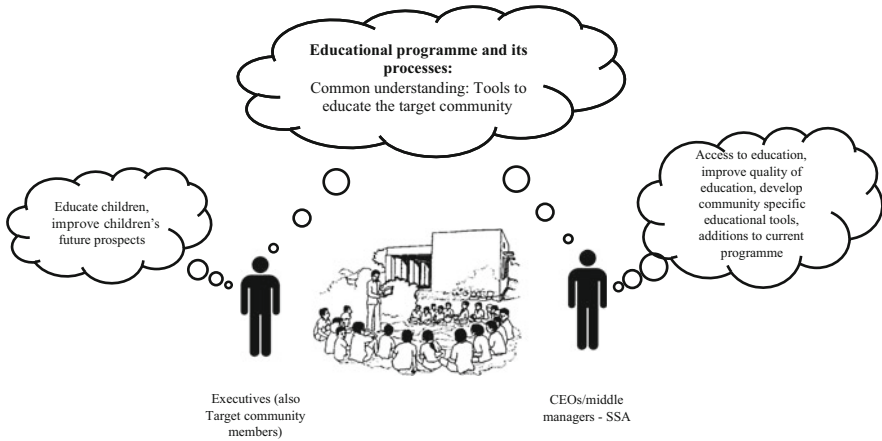 Educational programme and its
processes:
Common understanding: Tools to
educate the target community
Educate children,
improve children's
future prospects
Access to education,
improve quality of
education, develop
community specific
educational tools,
additions to current
programme
Executives (also
Target community
members)
CEOs/middle
managers - SSA